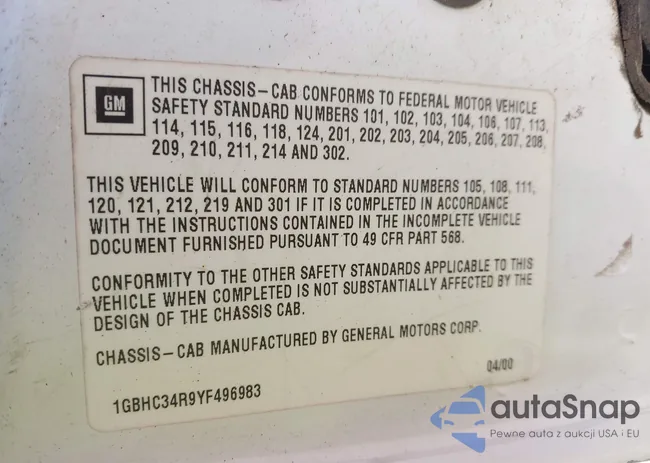 GM
THIS CHASSIS-CAB CONFORMS TO FEDERAL MOTOR VEHICLE
SAFETY STANDARD NUMBERS 101, 102, 103, 104, 106, 107, 113,
114, 115, 116, 118, 124, 201, 202, 203, 204, 205, 206, 207, 208,
209, 210, 211, 214 AND 302.
THIS VEHICLE WILL CONFORM TO STANDARD NUMBERS 105, 108, 111,
120, 121, 212, 219 AND 301 IF IT IS COMPLETED IN ACCORDANCE
WITH THE INSTRUCTIONS CONTAINED IN THE INCOMPLETE VEHICLE
DOCUMENT FURNISHED PURSUANT TO 49 CFR PART 568.
CONFORMITY TO THE OTHER SAFETY STANDARDS APPLICABLE TO THIS
VEHICLE WHEN COMPLETED IS NOT SUBSTANTIALLY AFFECTED BY THE
DESIGN OF THE CHASSIS CAB.
CHASSIS-CAB MANUFACTURED BY GENERAL MOTORS CORP.
04/00
1GBHC34R9YF496983
autaSnap
Pewne auta z aukcji USA i EU